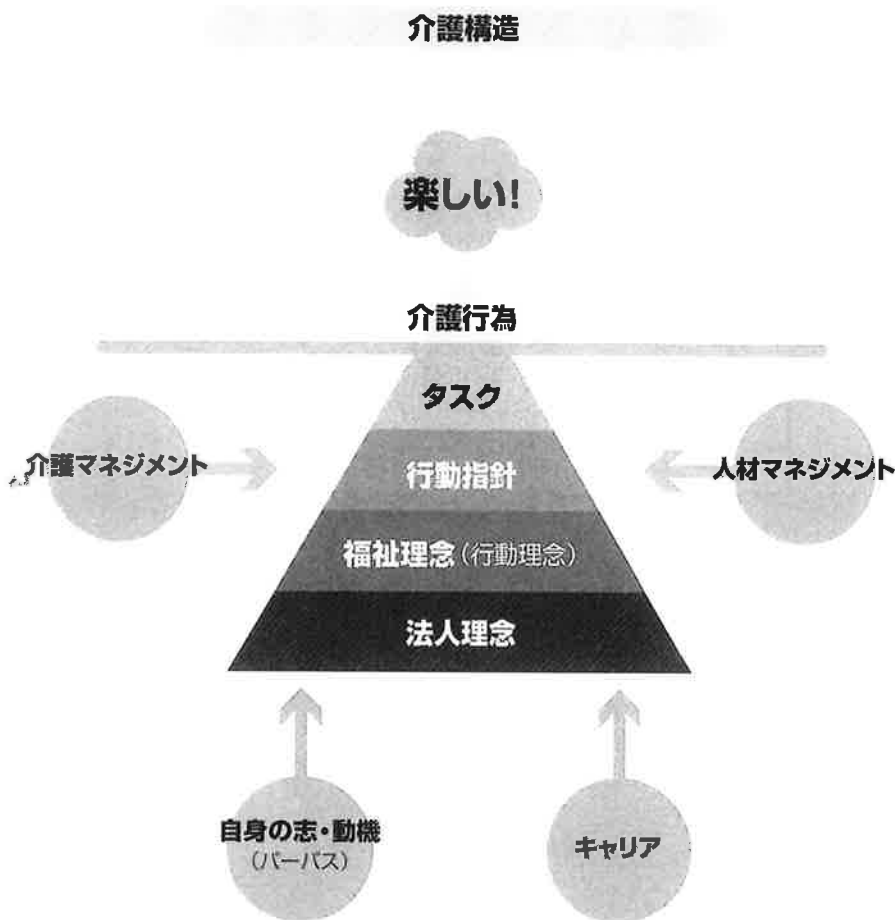 介護構造
楽しい!
介護行為
タスク
介護マネジメント
行動指針
人材マネジメント
福祉理念(行動理念)
法人理念
自身の志・動機
(パーパス)
キャリア